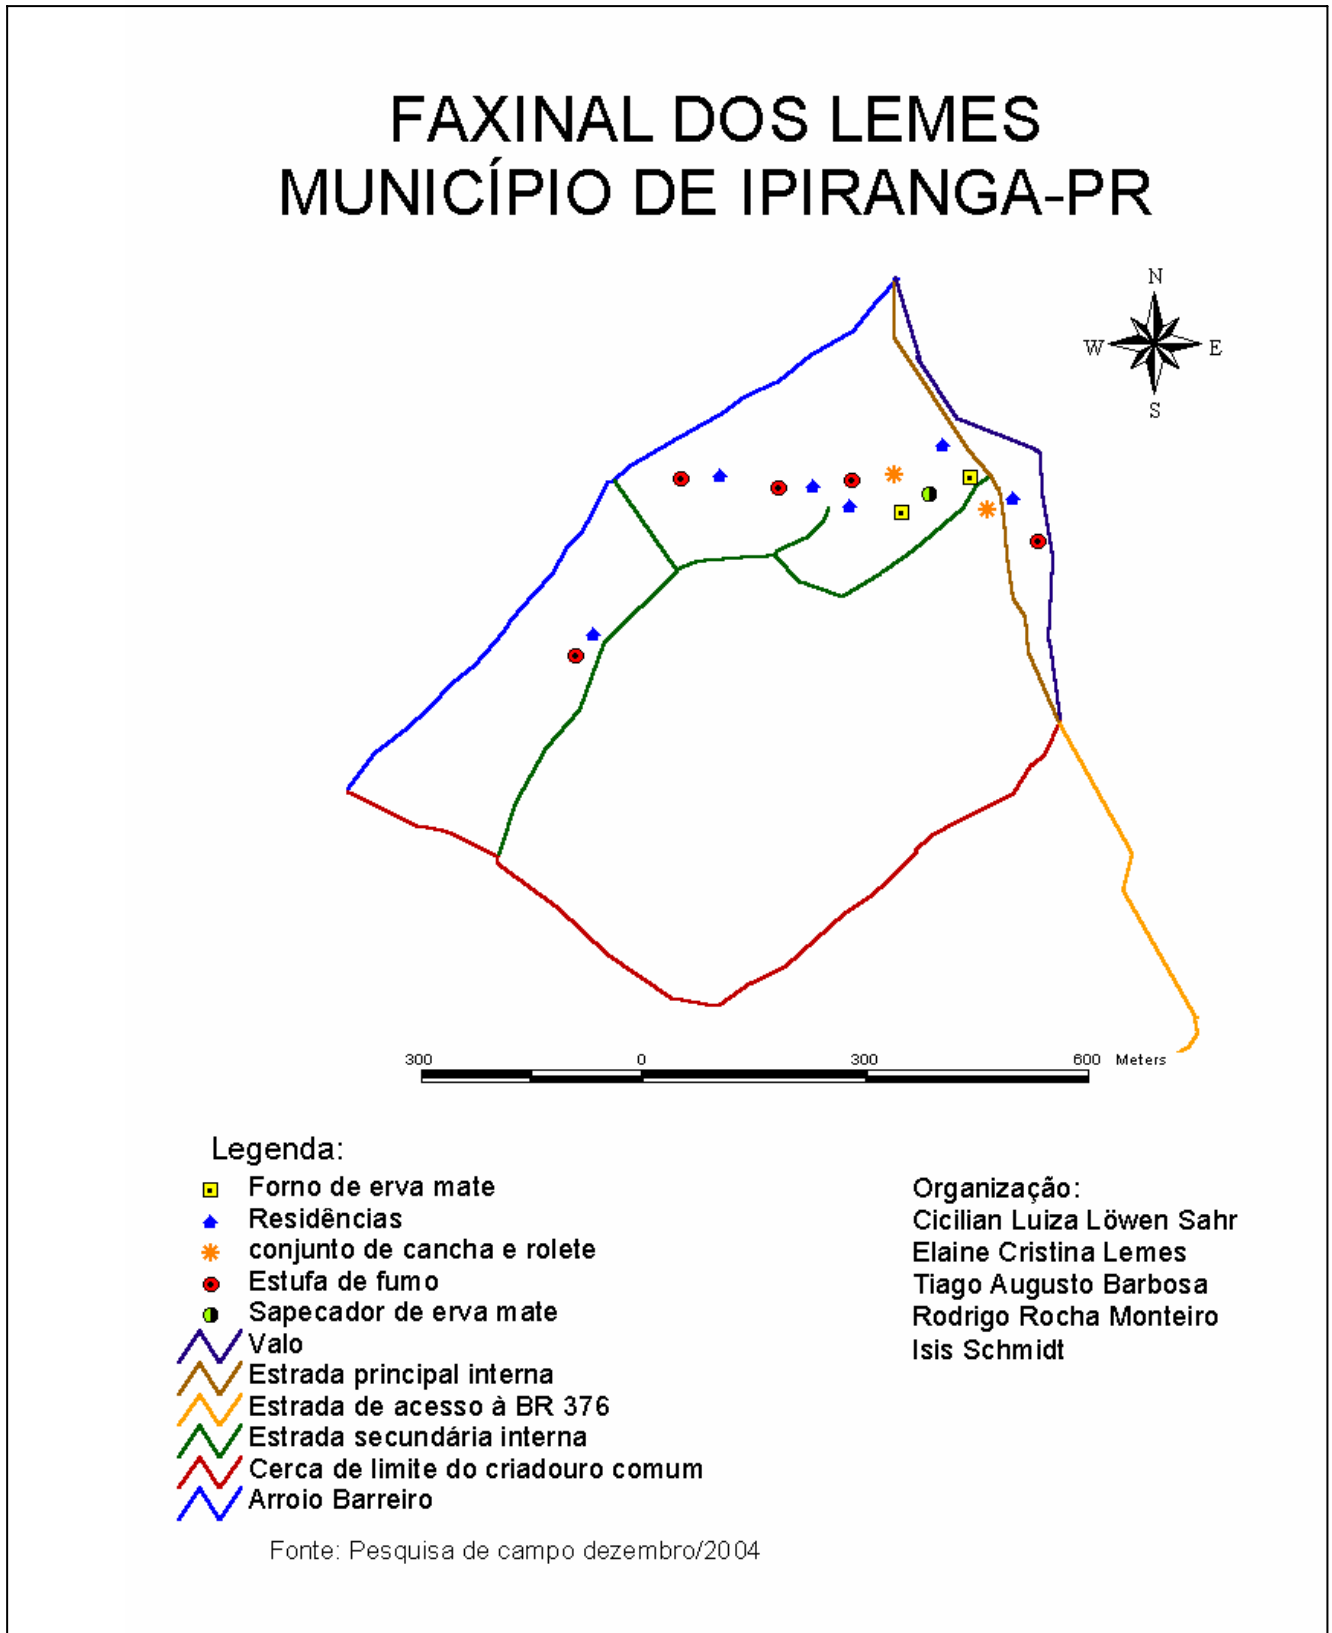 FAXINAL DOS LEMES
MUNICÍPIO DE IPIRANGA-PR
N
W
E
S
300
0
300
600
Meters
Legenda:
Forno de erva mate
Residências
conjunto de cancha e rolete
Estufa de fumo
Sapecador de erva mate
Valo
Estrada principal interna
Estrada de acesso à BR 376
Estrada secundária interna
Cerca de limite do criadouro comum
Arroio Barreiro
Organização:
Cicilian Luiza Löwen Sahr
Elaine Cristina Lemes
Tiago Augusto Barbosa
Rodrigo Rocha Monteiro
Isis Schmidt
Fonte: Pesquisa de campo dezembro/2004